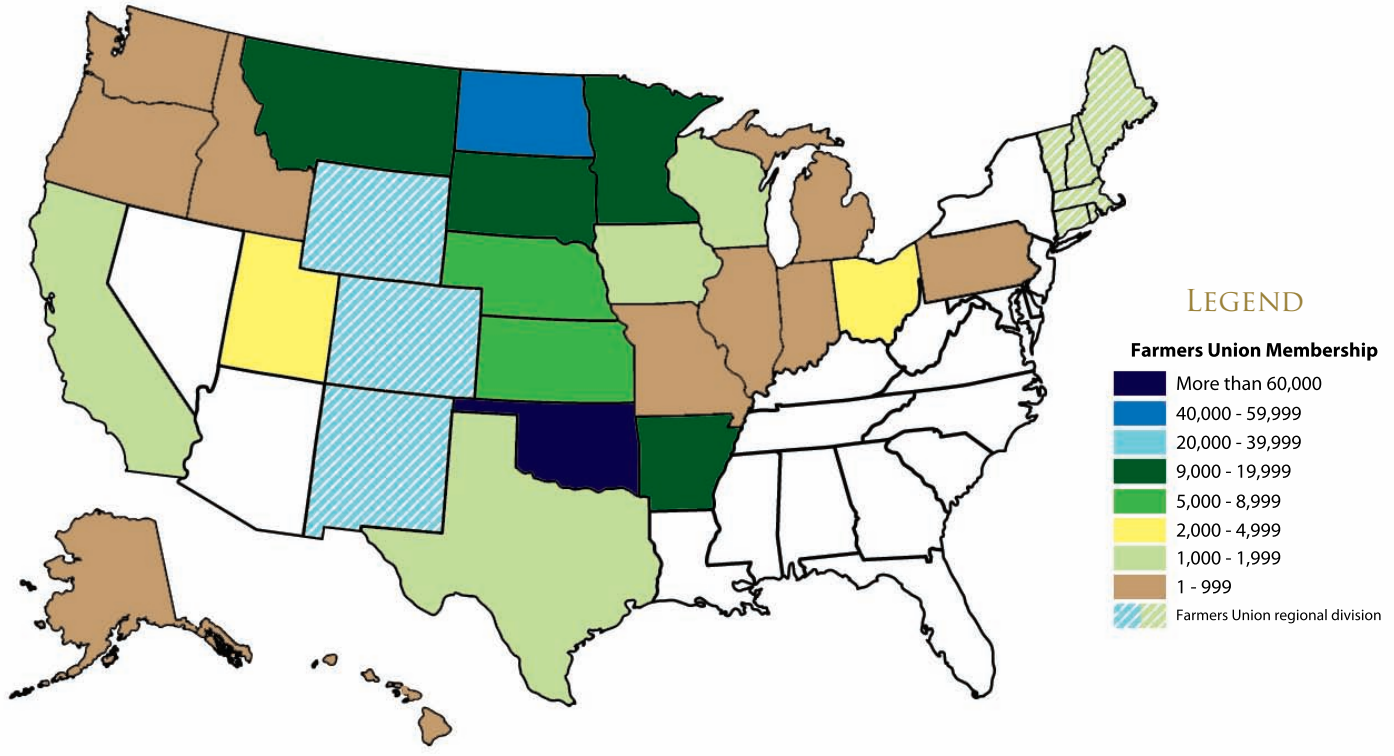 LEGEND
Farmers Union Membership
More than 60,000
40,000 - 59,999
20,000 - 39,999
9,000 - 19,999
5,000 - 8,999
2,000 - 4,999
1,000 - 1,999
1 - 999
Farmers Union regional division